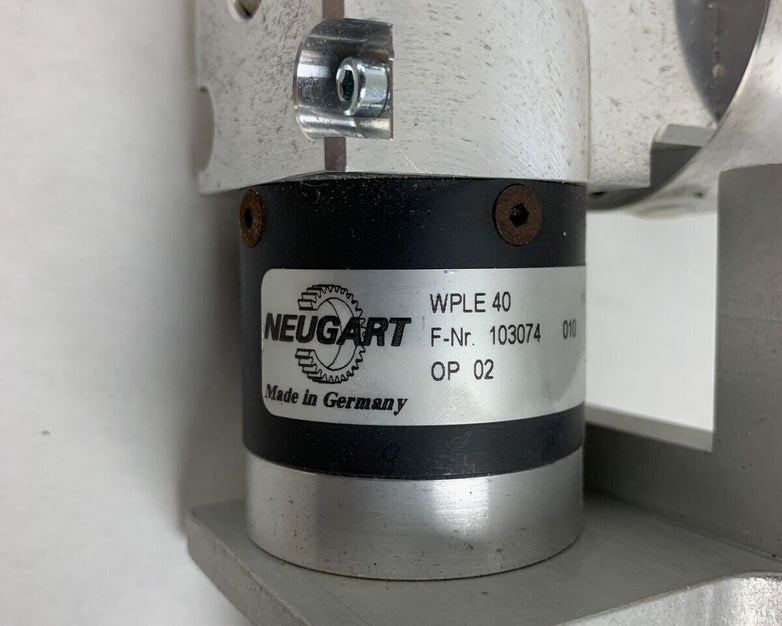 NEUGART
Made in Germany
WPLE 40
F-Nr. 103074 010
OP 02